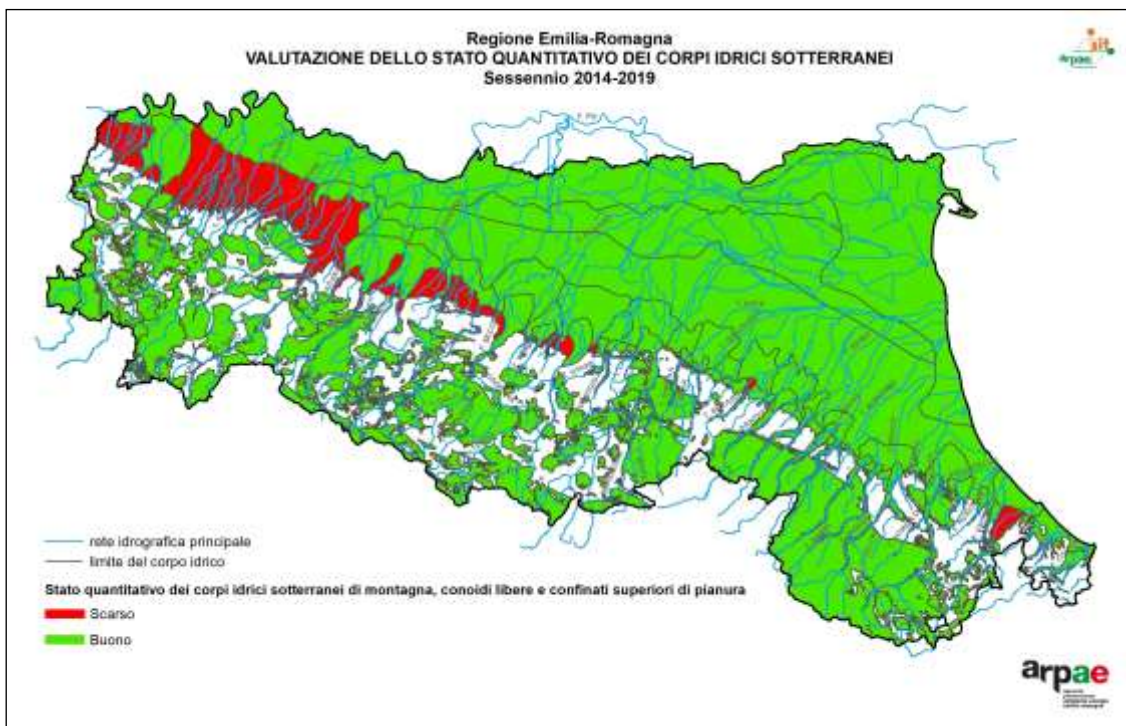 Regione Emilia-Romagna
VALUTAZIONE DELLO STATO QUANTITATIVO DEI CORPI IDRICI SOTTERRANEI
Sessennio 2014-2019
arpae
rete idrografica principale
limite del corpo idrico
Stato quantitativo dei corpi idrici sotterranei di montagna, conoidi libere e confinati superiori di pianura
Scarso
Buono
arpae